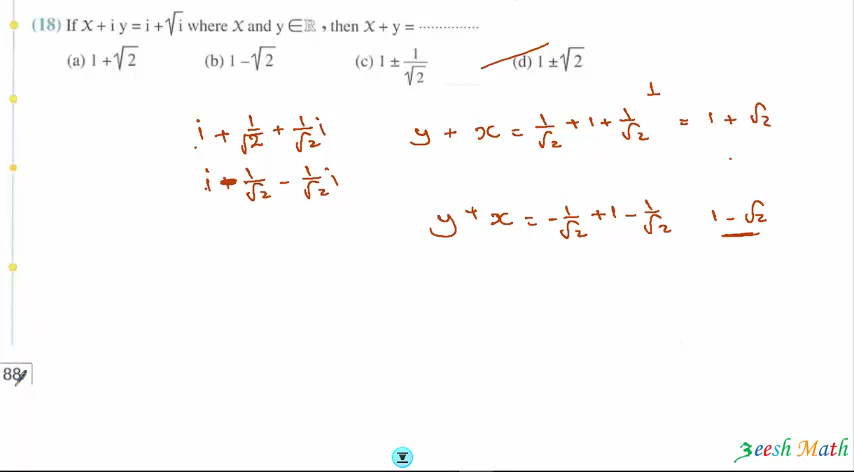 (18) If X + i y = i + √i where X and y ∈ ℝ , then X + y = ················
(a) 1 + √2 (b) 1 − √2 (c) 1 ± 1/√2 (d) 1 ± √2
1
i + 1/√2 + 1/√2 i y + x = 1/√2 + 1 + 1/√2 = 1 + √2
i - 1/√2 - 1/√2 i
y + x = - 1/√2 + 1 - 1/√2 1 - √2
88
Zeesh Math